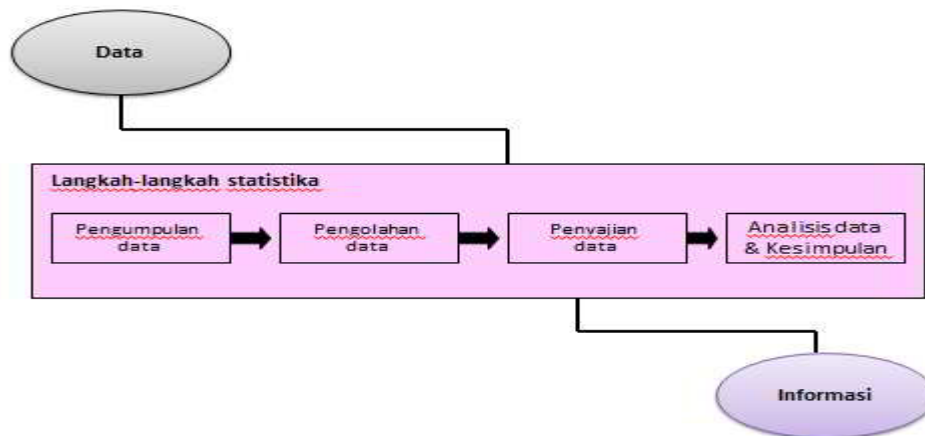 Data
Langkah-langkah statistika
Pengumpulan
data
Pengolahan
data
Penyajian
data
Analisis data
& Kesimpulan
Informasi